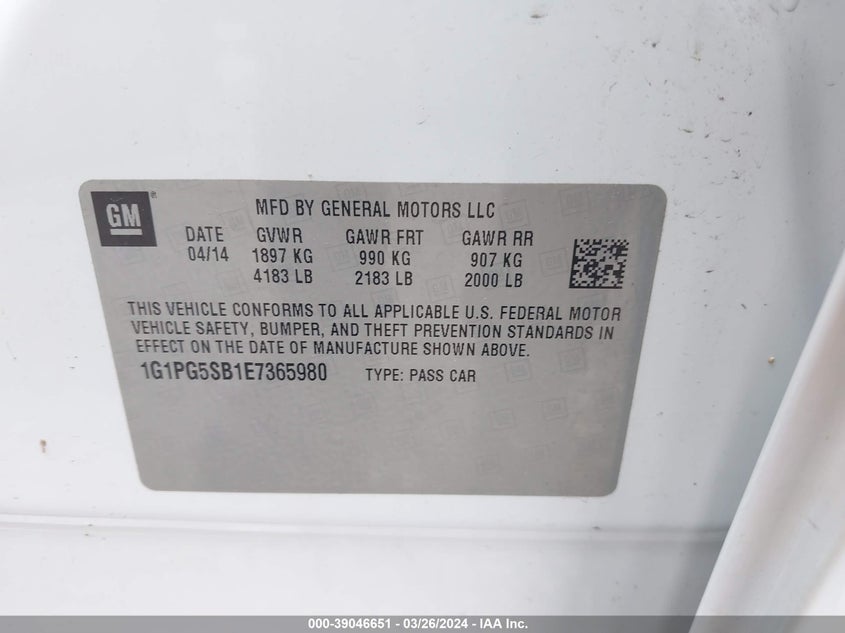 GM
MFD BY GENERAL MOTORS LLC
DATE GVWR GAWR FRT GAWR RR
04/14 1897 KG 990 KG 907 KG
4183 LB 2183 LB 2000 LB
THIS VEHICLE CONFORMS TO ALL APPLICABLE U.S. FEDERAL MOTOR
VEHICLE SAFETY, BUMPER, AND THEFT PREVENTION STANDARDS IN
EFFECT ON THE DATE OF MANUFACTURE SHOWN ABOVE.
1G1PG5SB1E7365980 TYPE: PASS CAR
000-39046651 - 03/26/2024 - IAA Inc.